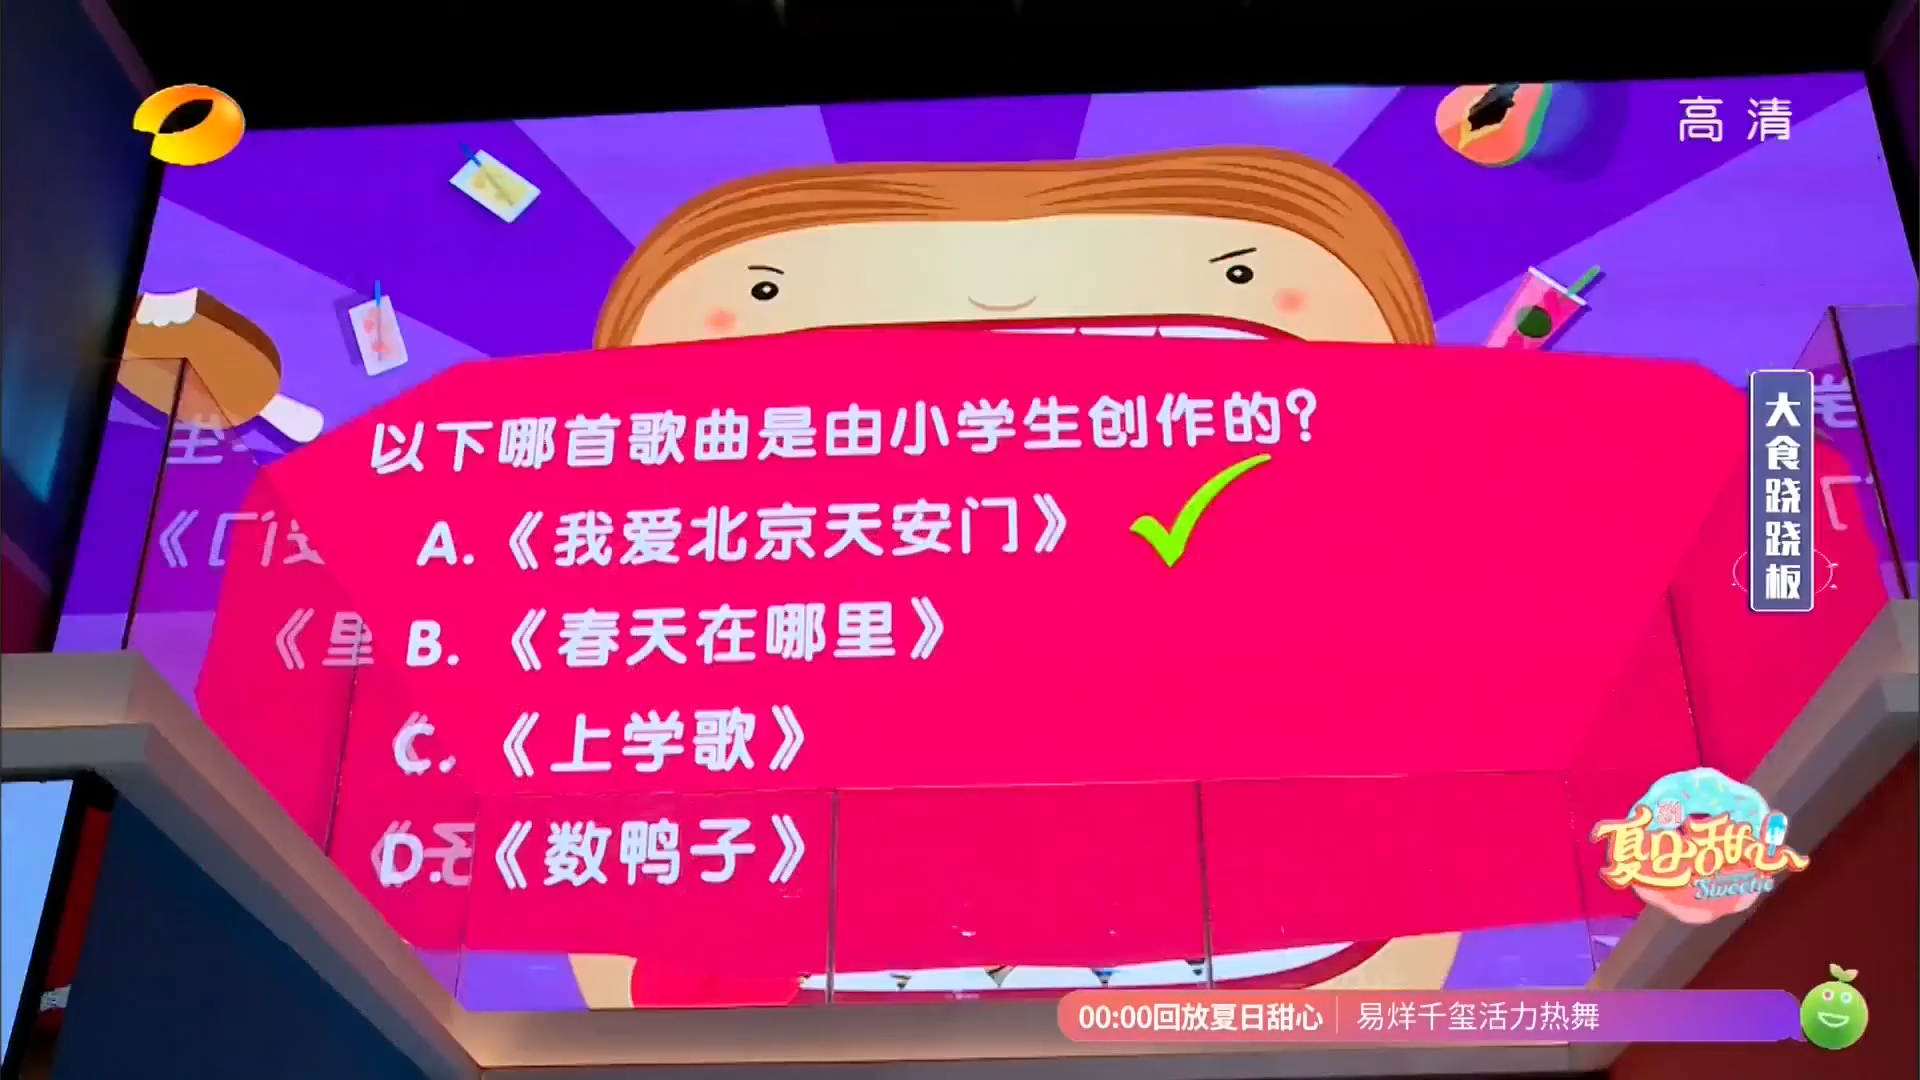 高清
以下哪首歌曲是由小学生创作的?
A.《我爱北京天安门》
B.《春天在哪里》
C.《上学歌》
D.《数鸭子》
大食跷跷板
夏日甜心
Sweetie
00:00回放夏日甜心 易烊千玺活力热舞